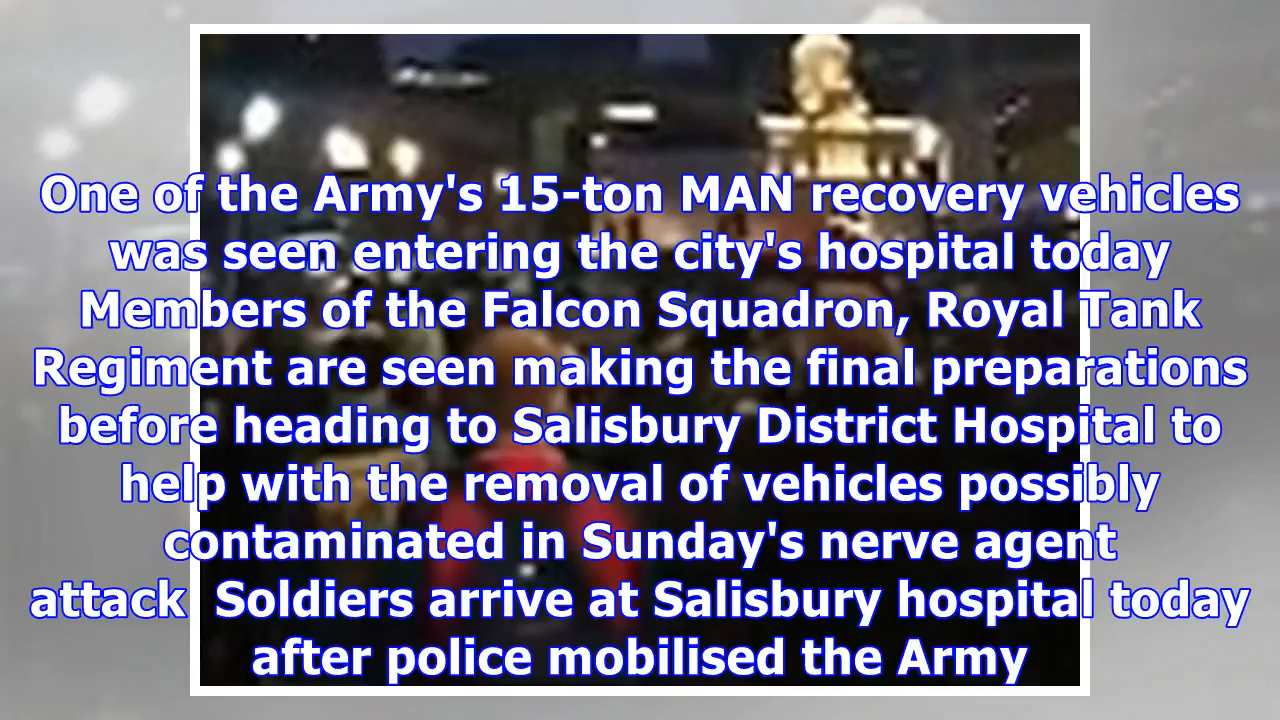 One of the Army's 15-ton MAN recovery vehicles
was seen entering the city's hospital today
Members of the Falcon Squadron, Royal Tank
Regiment are seen making the final preparations
before heading to Salisbury District Hospital to
help with the removal of vehicles possibly
contaminated in Sunday's nerve agent
attack  Soldiers arrive at Salisbury hospital today
after police mobilised the Army